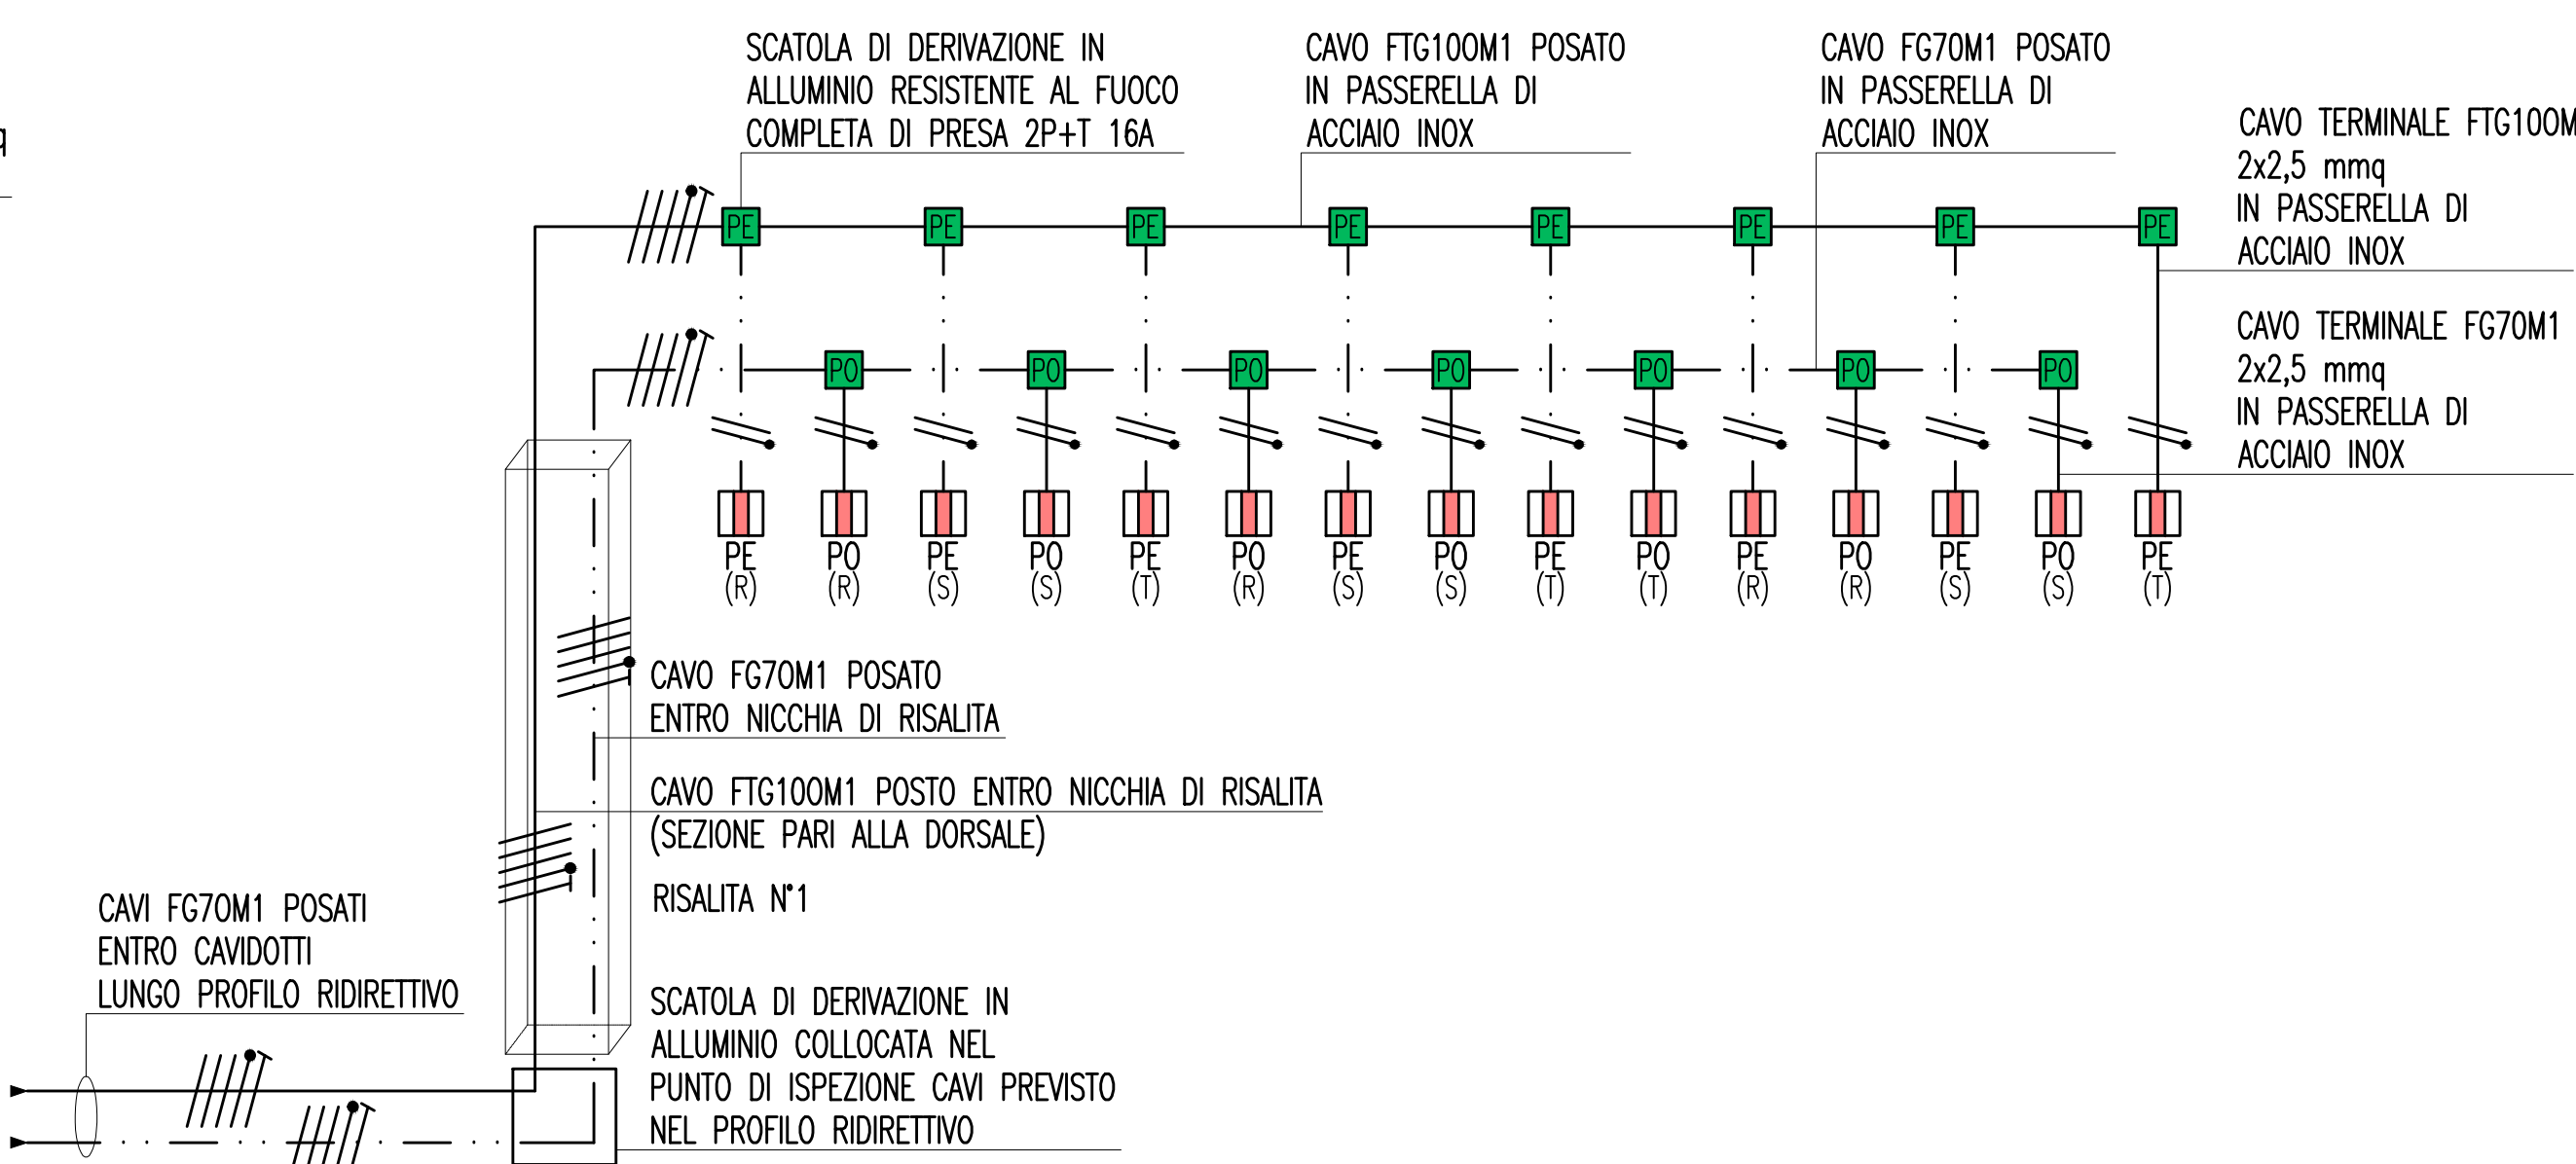 SCATOLA DI DERIVAZIONE IN
ALLUMINIO RESISTENTE AL FUOCO
COMPLETA DI PRESA 2P+T 16A
CAVO FTG10OM1 POSATO
IN PASSERELLA DI
ACCIAIO INOX
CAVO FG7OM1 POSATO
IN PASSERELLA DI
ACCIAIO INOX
CAVO TERMINALE FTG10OM
2x2,5 mmq
IN PASSERELLA DI
ACCIAIO INOX
q
PE PE PE PE PE PE PE PE
CAVO TERMINALE FG7OM1
2x2,5 mmq
IN PASSERELLA DI
ACCIAIO INOX
PO PO PO PO PO PO PO
PE PO PE PO PE PO PE PO PE PO PE PO PE PO PE
(R) (R) (S) (S) (T) (R) (S) (S) (T) (T) (R) (R) (S) (S) (T)
CAVO FG7OM1 POSATO
ENTRO NICCHIA DI RISALITA
CAVO FTG10OM1 POSTO ENTRO NICCHIA DI RISALITA
(SEZIONE PARI ALLA DORSALE)
RISALITA N°1
CAVI FG7OM1 POSATI
ENTRO CAVIDOTTI
LUNGO PROFILO RIDIRETTIVO
SCATOLA DI DERIVAZIONE IN
ALLUMINIO COLLOCATA NEL
PUNTO DI ISPEZIONE CAVI PREVISTO
NEL PROFILO RIDIRETTIVO